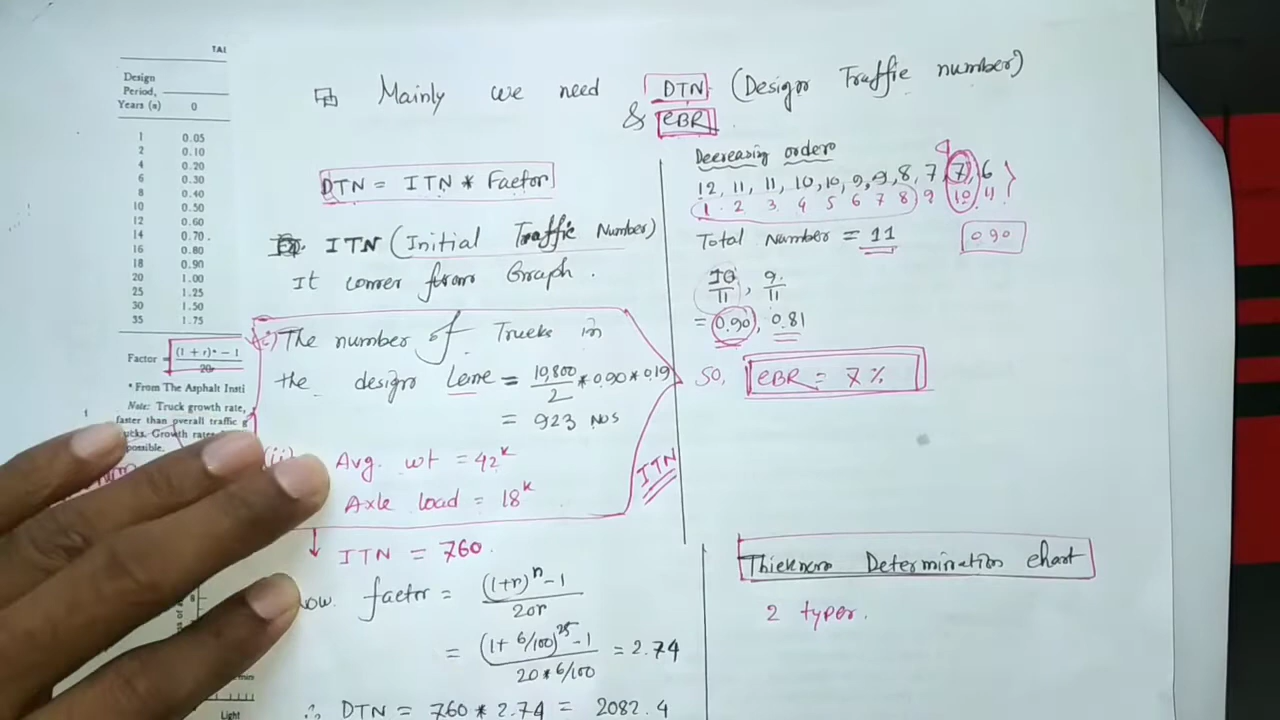 TAI
Design
Period,
Years (n) 0
1 0.05
2 0.10
4 0.20
6 0.30
8 0.40
10 0.50
12 0.60
14 0.70
16 0.80
18 0.90
20 1.00
25 1.25
30 1.50
35 1.75
Factor = (1 + r)ⁿ − 1 / 20r
* From The Asphalt Insti
Note: Truck growth rate,
faster than overall traffic g
ucks. Growth rates
possible.
Mainly we need DTN (Design Traffic number)
& CBR
DTN = ITN * Factor
ITN (Initial Traffic Number)
It comes from Graph.
(i) The number of Trucks in
the design Lene = 10,800/2 * 0.90 * 0.19
= 923 Nos
(ii) Avg. wt = 42ᵏ
Axle load = 18ᵏ
ITN
ITN = 760.
Now. factor = (1+r)ⁿ-1 / 20r
= (1+ 6/100)²⁵-1 / 20*6/100 = 2.74
∴ DTN = 760 * 2.74 = 2082.4
Decreasing order
12, 11, 11, 10, 10, 9, 9, 8, 7, 7, 6
1 2 3 4 5 6 7 8 9 10 11
Total Number = 11 0.90
10/11, 9/11
= 0.90, 0.81
So, CBR = 7%
Thickness Determination chart
2 types.
Light